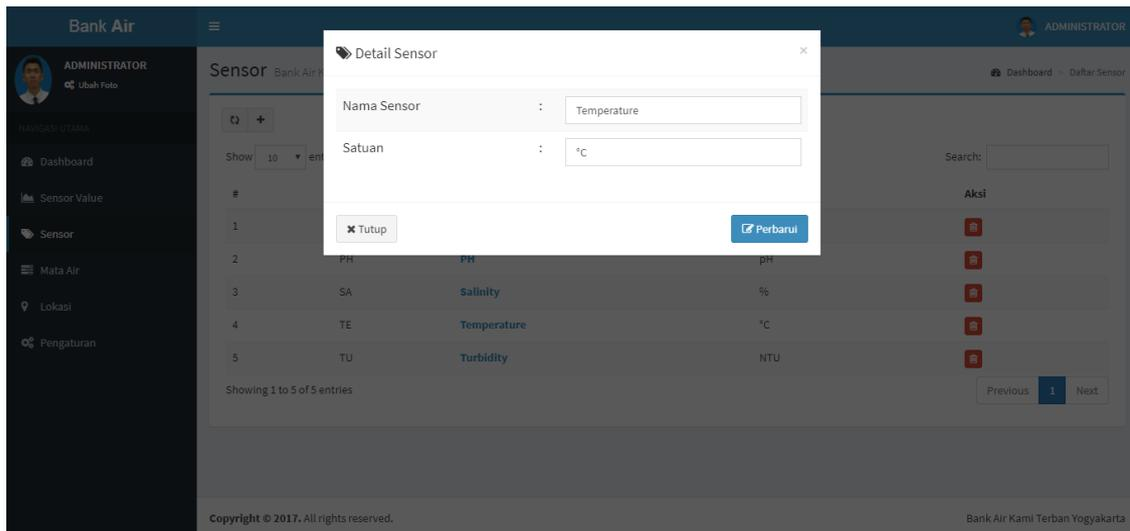 Bank Air
ADMINISTRATOR
ADMINISTRATOR
Ubah Foto
NAVIGASI UTAMA
Dashboard
Sensor Value
Sensor
Mata Air
Lokasi
Pengaturan
Sensor Bank Air
Dashboard > Daftar Sensor
Detail Sensor ×
Nama Sensor : Temperature
Satuan : °C
Tutup Perbarui
Show 10 Search:
# Aksi
1
2 PH PH pH
3 SA Salinity %
4 TE Temperature °C
5 TU Turbidity NTU
Showing 1 to 5 of 5 entries
Previous 1 Next
Copyright © 2017. All rights reserved.
Bank Air Kami Terban Yogyakarta